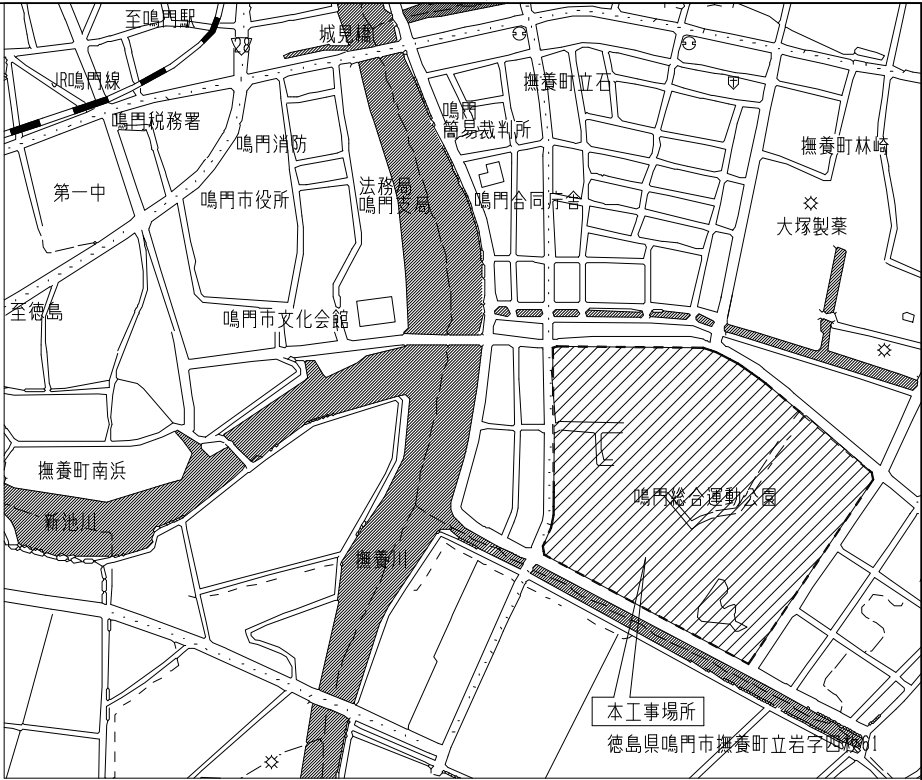 至鳴門駅
28
城見橋
JR鳴門線
鳴門税務署
鳴門消防
鳴門
簡易裁判所
撫養町立石
撫養町林崎
第一中
鳴門市役所
法務局
鳴門支局
鳴門合同庁舎
大塚製薬
至徳島
鳴門市文化会館
撫養町南浜
新池川
撫養川
鳴門総合運動公園
本工事場所
徳島県鳴門市撫養町立岩字四枚61